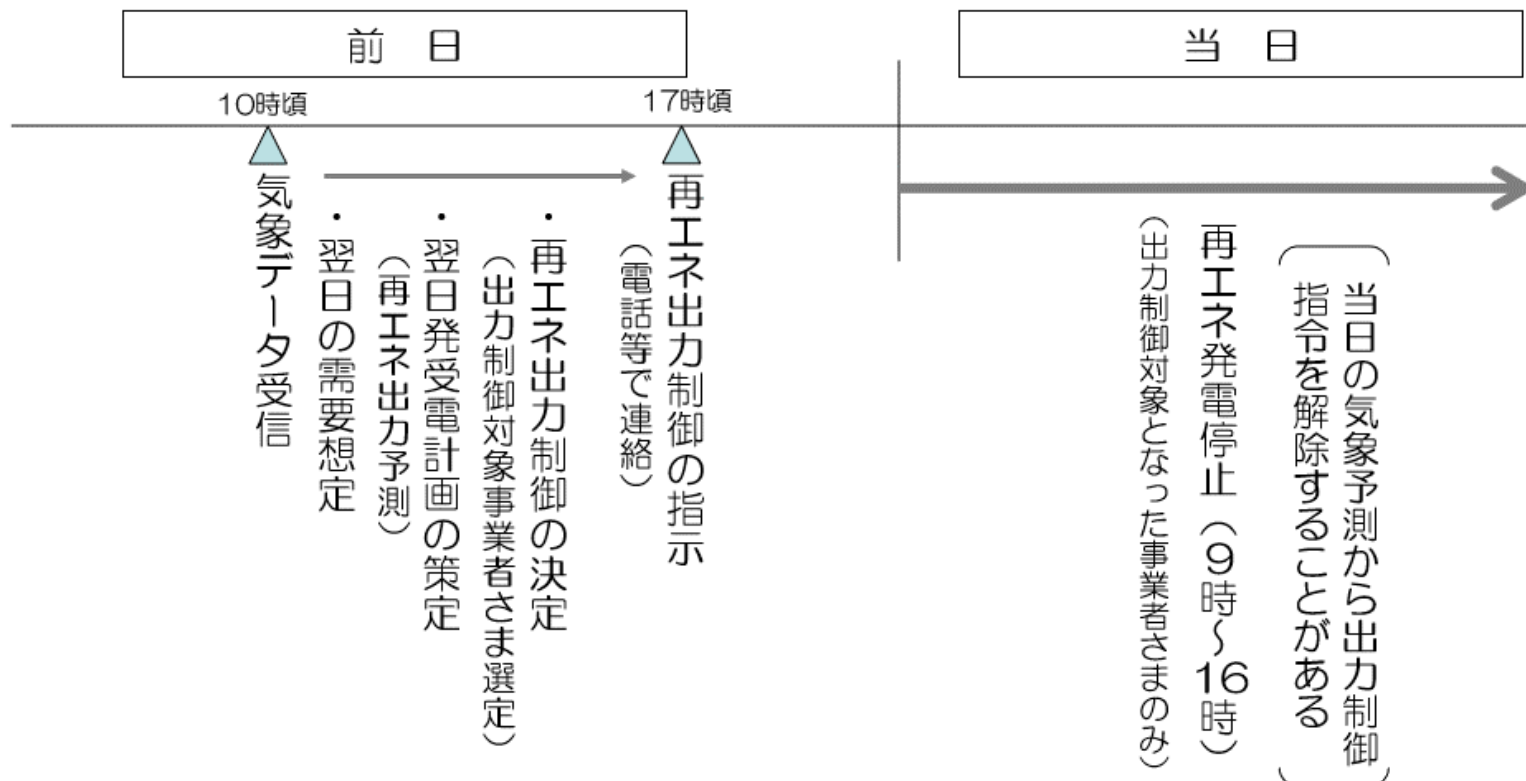 前 日
当 日
10時頃
17時頃
気象データ受信
・翌日の需要想定
（再エネ出力予測）
・翌日発受電計画の策定
（出力制御対象事業者さま選定）
・再エネ出力制御の決定
再エネ出力制御の指示
（電話等で連絡）
再エネ発電停止（9時～16時）
（出力制御対象となった事業者さまのみ）
当日の気象予測から出力制御
指令を解除することがある